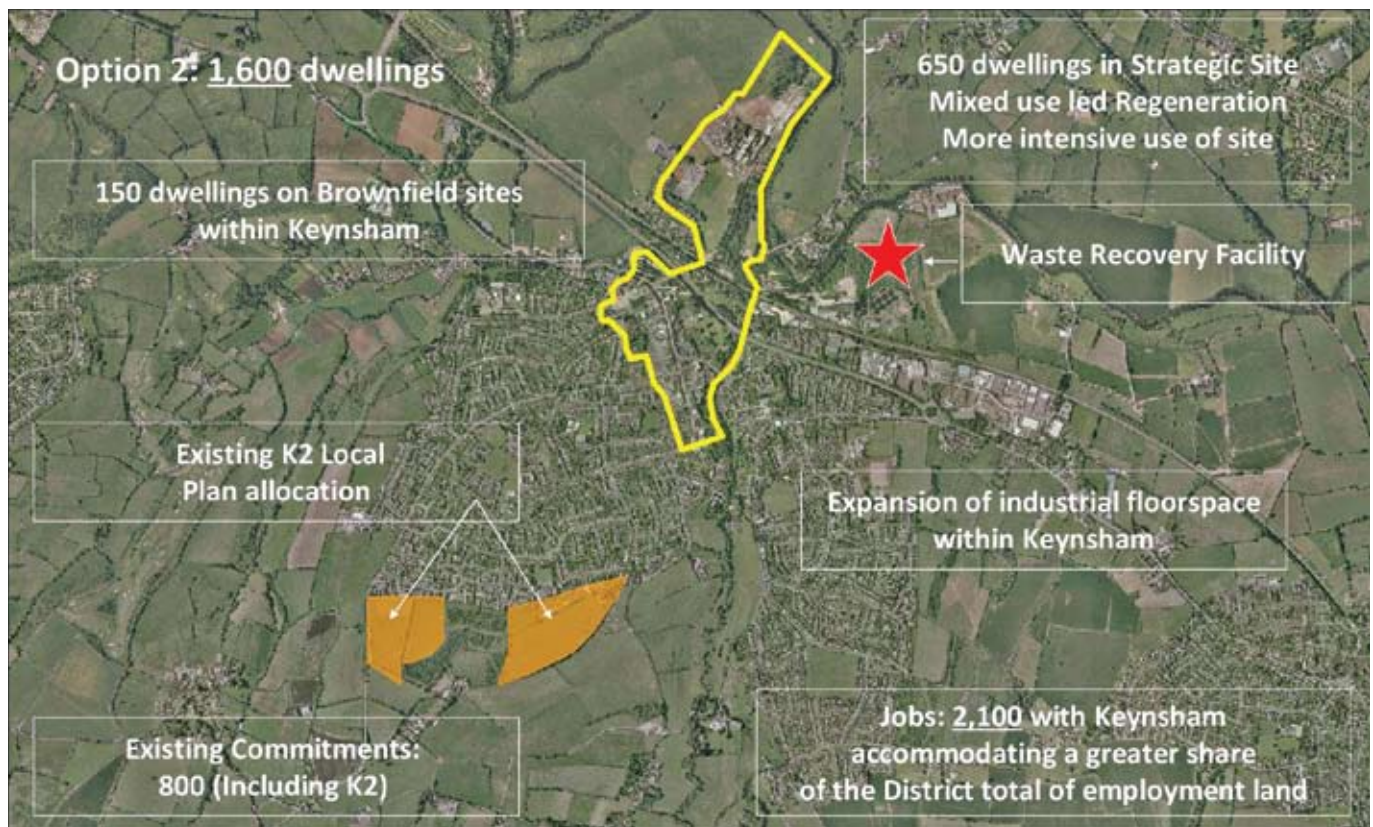 Option 2: 1,600 dwellings
650 dwellings in Strategic Site
Mixed use led Regeneration
More intensive use of site
150 dwellings on Brownfield sites
within Keynsham
Waste Recovery Facility
Existing K2 Local
Plan allocation
Expansion of industrial floorspace
within Keynsham
Existing Commitments:
800 (Including K2)
Jobs: 2,100 with Keynsham
accommodating a greater share
of the District total of employment land